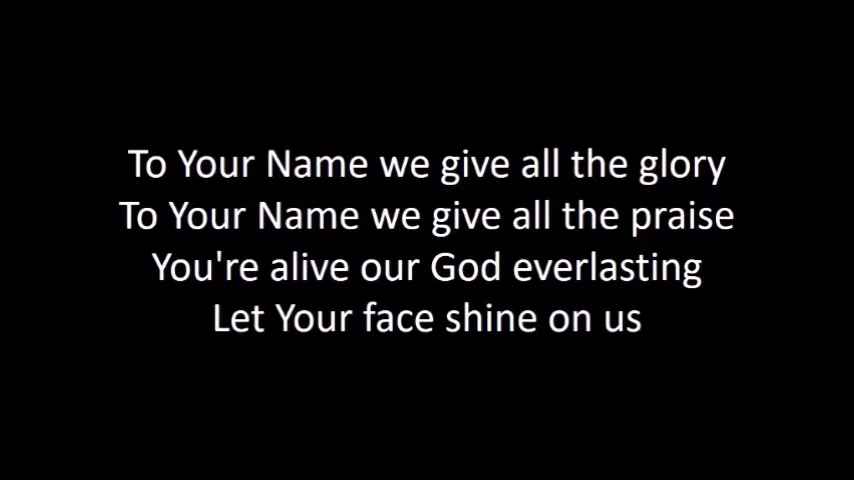 To Your Name we give all the glory
To Your Name we give all the praise
You're alive our God everlasting
Let Your face shine on us